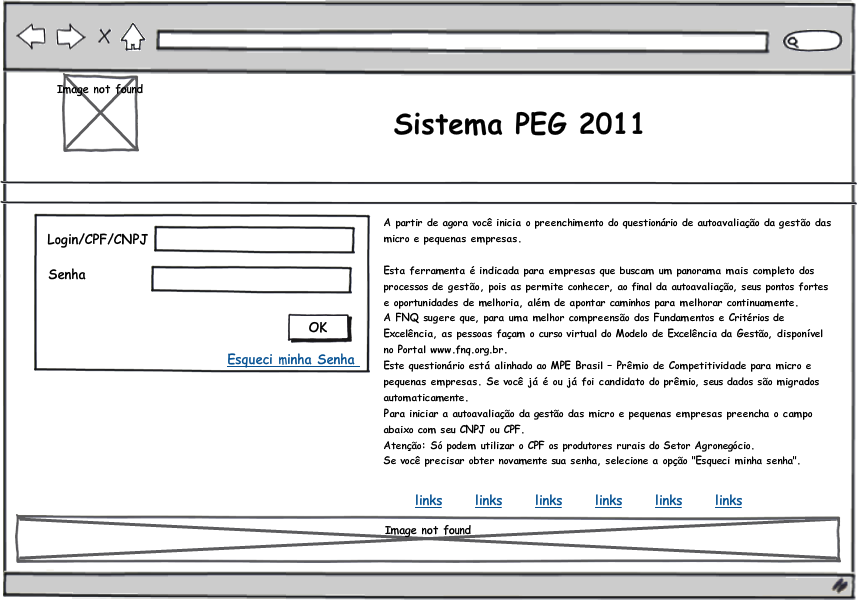 Image not found
Sistema PEG 2011
Login/CPF/CNPJ
Senha
OK
Esqueci minha Senha
A partir de agora você inicia o preenchimento do questionário de autoavaliação da gestão das
micro e pequenas empresas.
Esta ferramenta é indicada para empresas que buscam um panorama mais completo dos
processos de gestão, pois as permite conhecer, ao final da autoavaliação, seus pontos fortes
e oportunidades de melhoria, além de apontar caminhos para melhorar continuamente.
A FNQ sugere que, para uma melhor compreensão dos Fundamentos e Critérios de
Excelência, as pessoas façam o curso virtual do Modelo de Excelência da Gestão, disponível
no Portal www.fnq.org.br.
Este questionário está alinhado ao MPE Brasil – Prêmio de Competitividade para micro e
pequenas empresas. Se você já é ou já foi candidato do prêmio, seus dados são migrados
automaticamente.
Para iniciar a autoavaliação da gestão das micro e pequenas empresas preencha o campo
abaixo com seu CNPJ ou CPF.
Atenção: Só podem utilizar o CPF os produtores rurais do Setor Agronegócio.
Se você precisar obter novamente sua senha, selecione a opção "Esqueci minha senha".
links links links links links links
Image not found